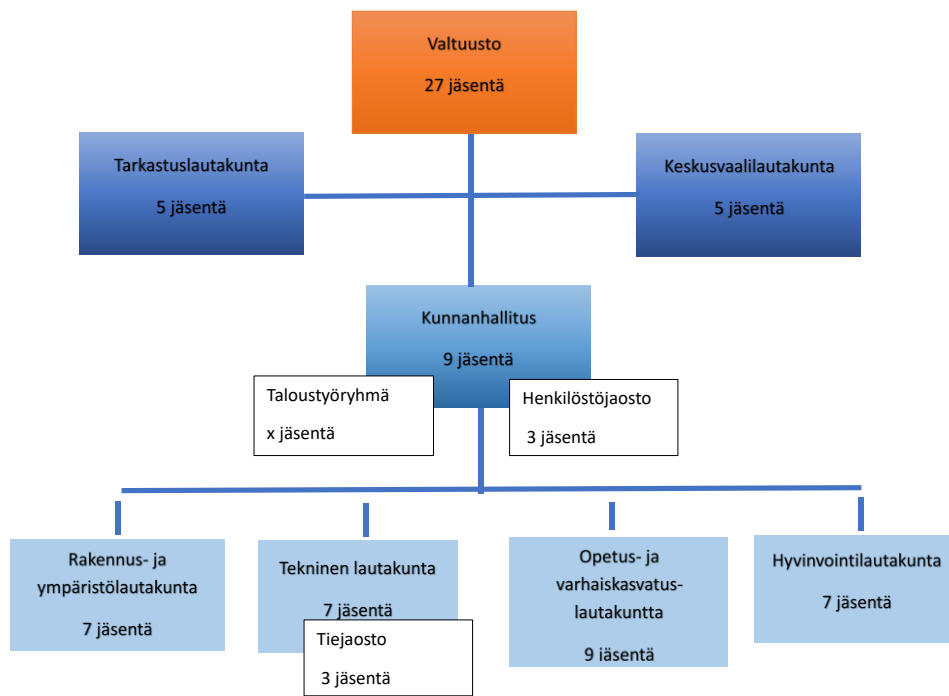 Valtuusto
27 jäsentä
Tarkastuslautakunta
5 jäsentä
Keskusvaalilautakunta
5 jäsentä
Kunnanhallitus
9 jäsentä
Taloustyöryhmä
x jäsentä
Henkilöstöjaosto
3 jäsentä
Rakennus- ja
ympäristölautakunta
7 jäsentä
Tekninen lautakunta
7 jäsentä
Tiejaosto
3 jäsentä
Opetus- ja
varhaiskasvatus-
lautakuntta
9 jäsentä
Hyvinvointilautakunta
7 jäsentä